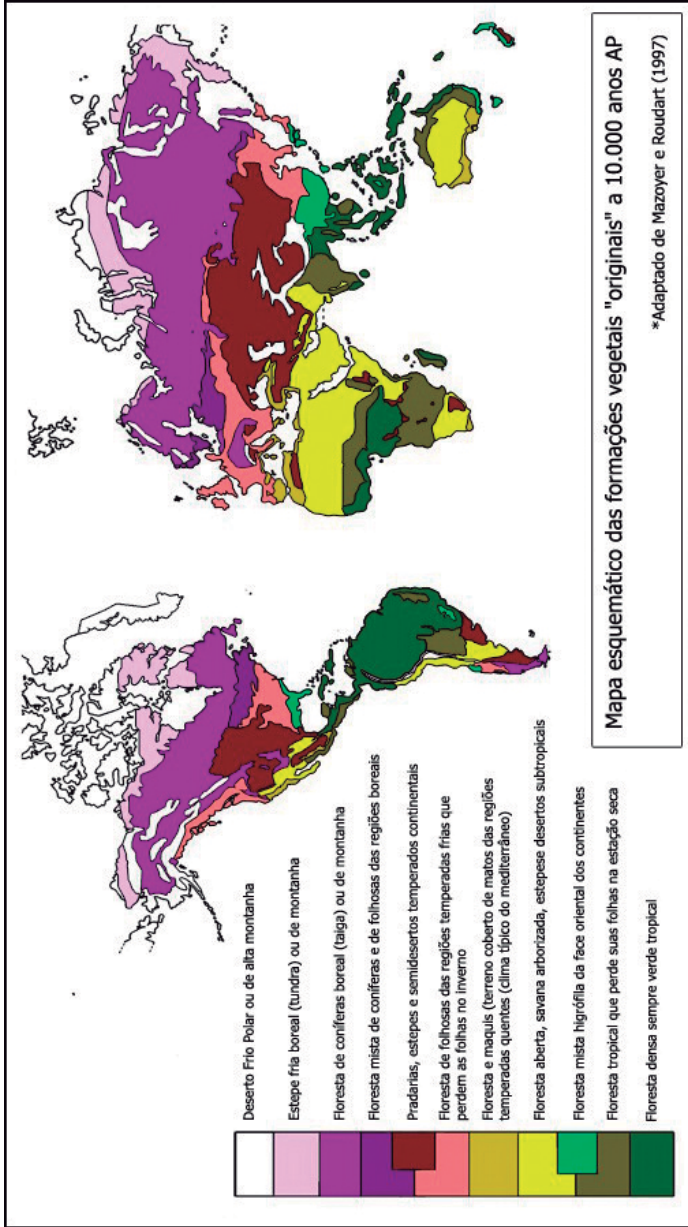 Deserto Frio Polar ou de alta montanha
Estepe fria boreal (tundra) ou de montanha
Floresta de coníferas boreal (taiga) ou de montanha
Floresta mista de coníferas e de folhosas das regiões boreais
Pradarias, estepes e semidesertos temperados continentais
Floresta de folhosas das regiões temperadas frias que
perdem as folhas no inverno
Floresta e maquis (terreno coberto de matos das regiões
temperadas quentes (clima típico do mediterrâneo)
Floresta aberta, savana arborizada, estepese desertos subtropicais
Floresta mista higrófila da face oriental dos continentes
Floresta tropical que perde suas folhas na estação seca
Floresta densa sempre verde tropical
Mapa esquemático das formações vegetais "originais" a 10.000 anos AP
*Adaptado de Mazoyer e Roudart (1997)